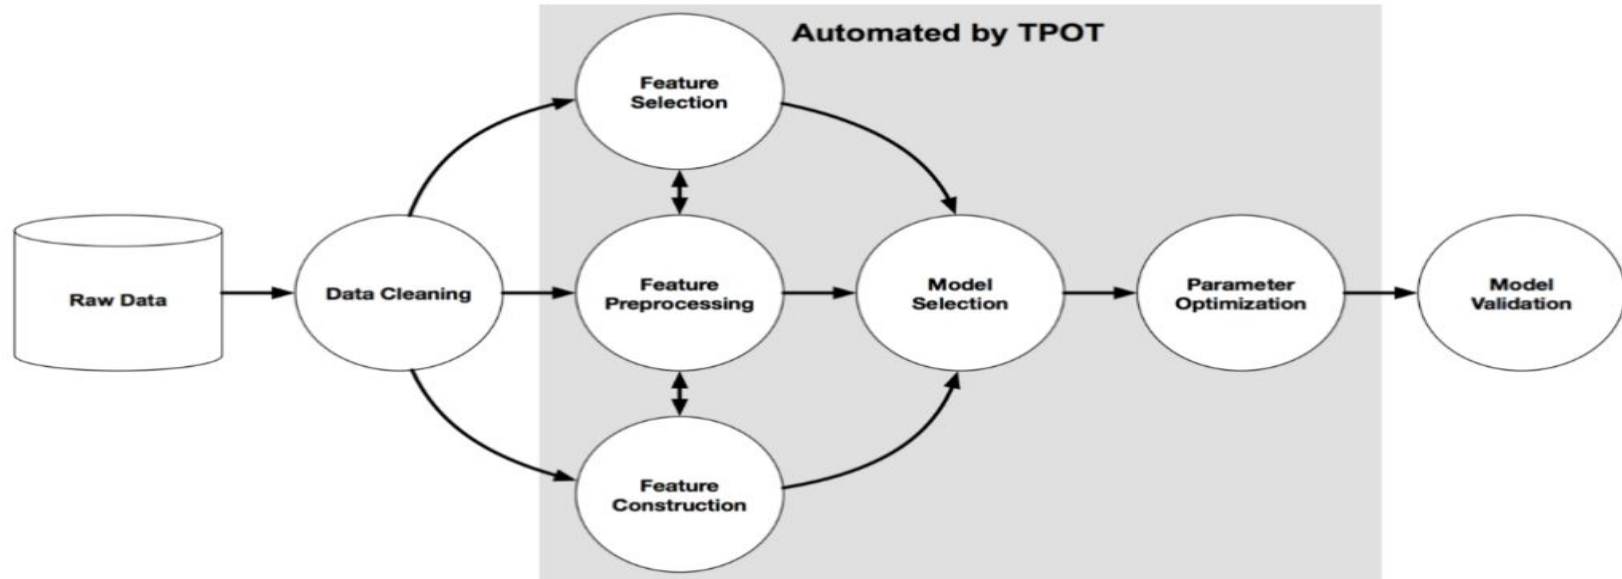 Automated by TPOT
Feature
Selection
Raw Data
Data Cleaning
Feature
Preprocessing
Model
Selection
Parameter
Optimization
Model
Validation
Feature
Construction